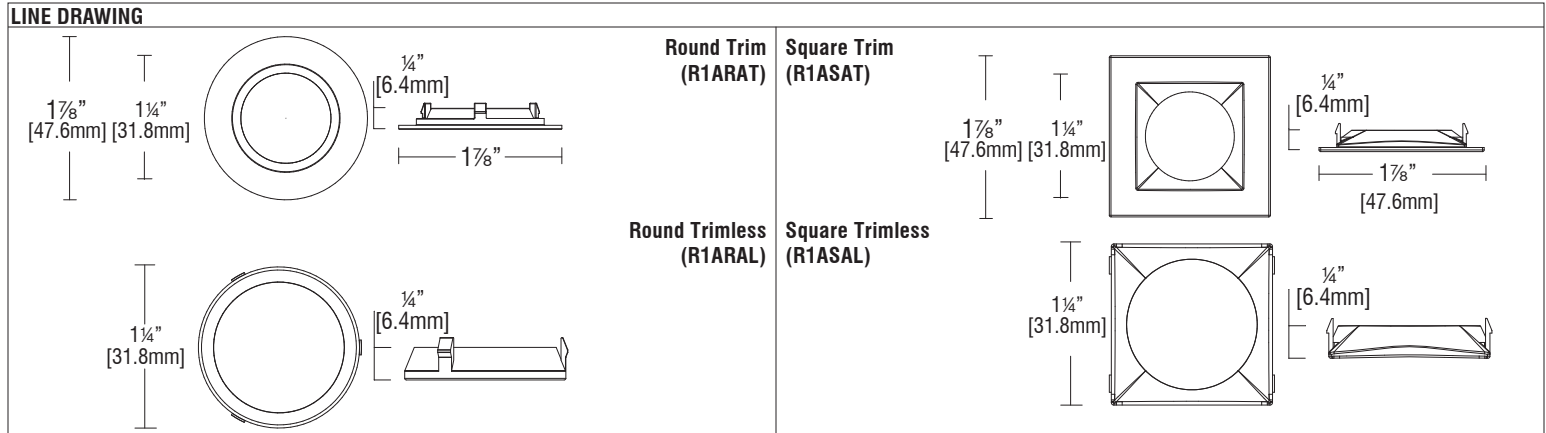 LINE DRAWING
Round Trim
(R1ARAT)
1⅞”
[47.6mm]
1¼”
[31.8mm]
¼”
[6.4mm]
1⅞”
Square Trim
(R1ASAT)
1⅞”
[47.6mm]
1¼”
[31.8mm]
¼”
[6.4mm]
1⅞”
[47.6mm]
Round Trimless
(R1ARAL)
1¼”
[31.8mm]
¼”
[6.4mm]
Square Trimless
(R1ASAL)
1¼”
[31.8mm]
¼”
[6.4mm]